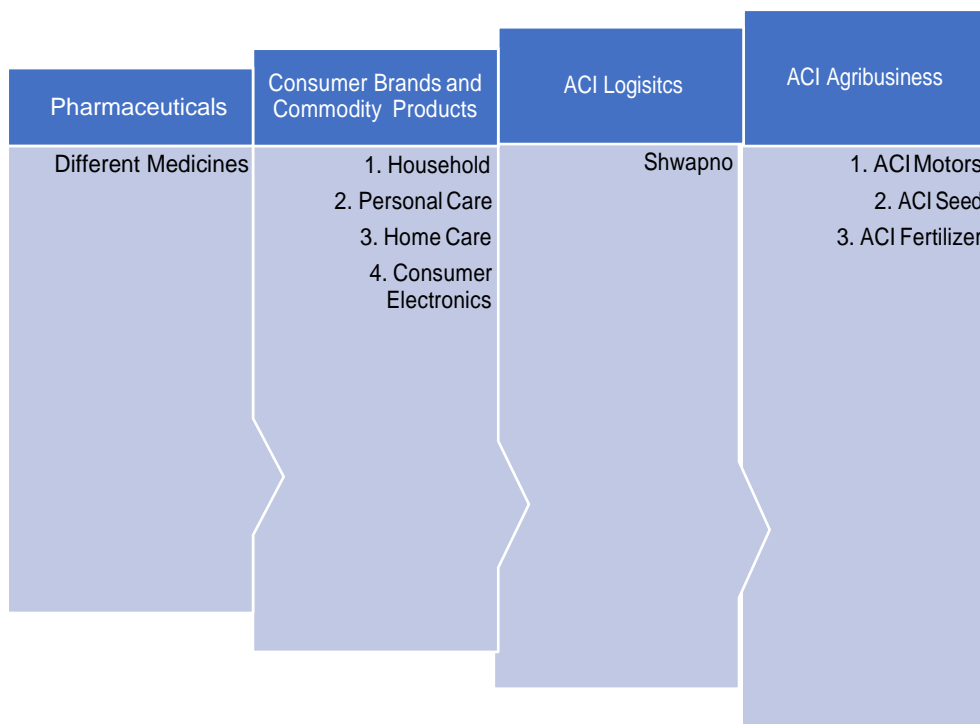 Pharmaceuticals
Different Medicines
Consumer Brands and
Commodity Products
1. Household
2. Personal Care
3. Home Care
4. Consumer
Electronics
ACI Logisitcs
Shwapno
ACI Agribusiness
1. ACI Motors
2. ACI Seed
3. ACI Fertilizer